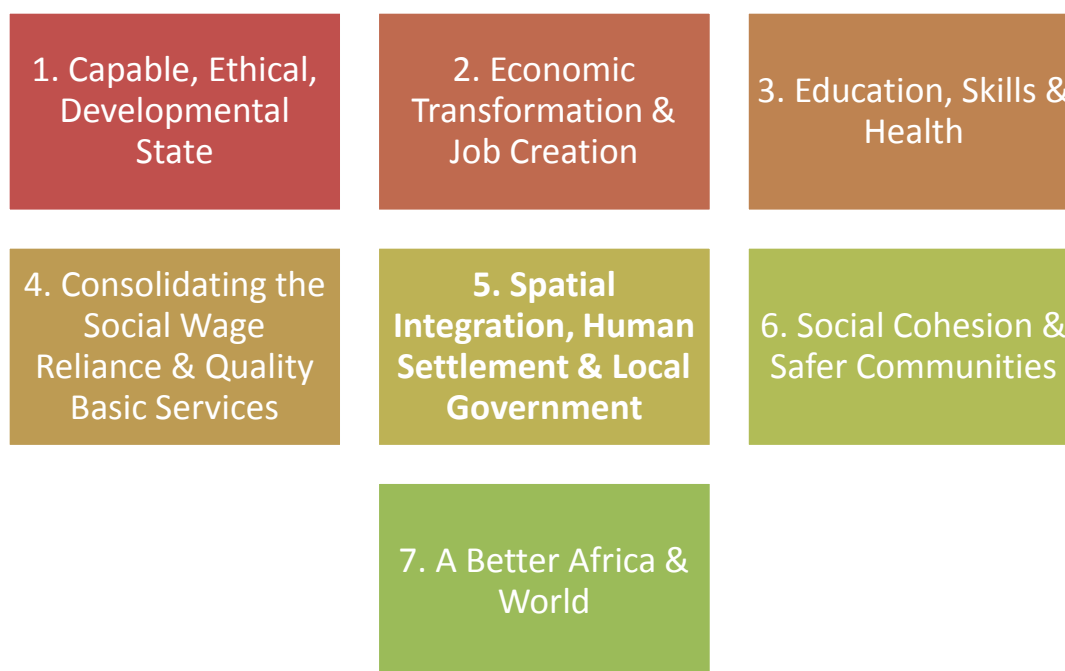 1. Capable, Ethical,
Developmental
State
2. Economic
Transformation &
Job Creation
3. Education, Skills &
Health
4. Consolidating the
Social Wage
Reliance & Quality
Basic Services
5. Spatial
Integration, Human
Settlement & Local
Government
6. Social Cohesion &
Safer Communities
7. A Better Africa &
World